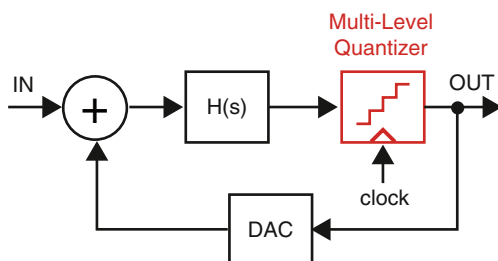 Multi-Level
Quantizer
IN
+
H(s)
OUT
clock
DAC